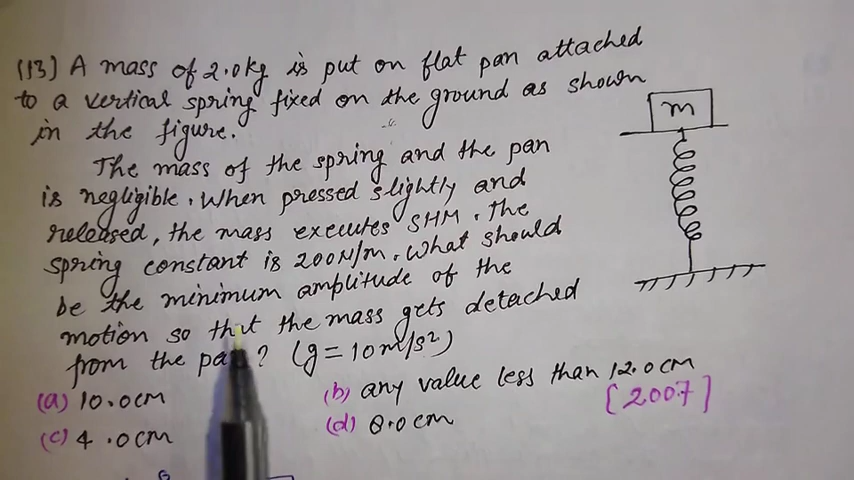 (13) A mass of 2.0kg is put on flat pan attached
to a vertical spring fixed on the ground as shown
in the figure.
m
The mass of the spring and the pan
is negligible. When pressed slightly and
released, the mass executes SHM. The
spring constant is 200N/m. What should
be the minimum amplitude of the
motion so that the mass gets detached
from the pan? (g = 10 m/s²)
(a) 10.0cm (b) any value less than 12.0cm
(c) 4.0cm (d) 8.0cm [2007]